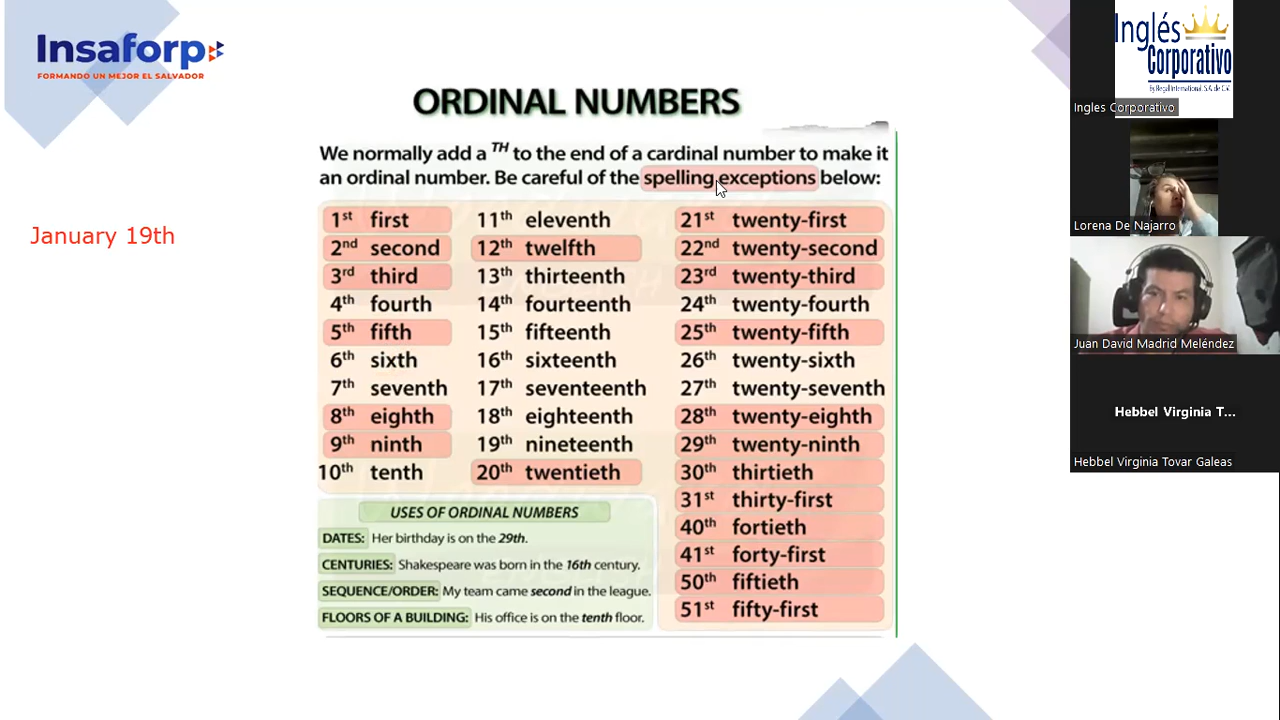 Insaforp
FORMANDO UN MEJOR EL SALVADOR
ORDINAL NUMBERS
We normally add a TH to the end of a cardinal number to make it
an ordinal number. Be careful of the spelling exceptions below:
January 19th
1st first
2nd second
3rd third
4th fourth
5th fifth
6th sixth
7th seventh
8th eighth
9th ninth
10th tenth
11th eleventh
12th twelfth
13th thirteenth
14th fourteenth
15th fifteenth
16th sixteenth
17th seventeenth
18th eighteenth
19th nineteenth
20th twentieth
21st twenty-first
22nd twenty-second
23rd twenty-third
24th twenty-fourth
25th twenty-fifth
26th twenty-sixth
27th twenty-seventh
28th twenty-eighth
29th twenty-ninth
30th thirtieth
31st thirty-first
40th fortieth
41st forty-first
50th fiftieth
51st fifty-first
USES OF ORDINAL NUMBERS
DATES: Her birthday is on the 29th.
CENTURIES: Shakespeare was born in the 16th century.
SEQUENCE/ORDER: My team came second in the league.
FLOORS OF A BUILDING: His office is on the tenth floor.
Inglés
Corporativo
By Regal International, S.A. de C.V.
Ingles Corporativo
Lorena De Najarro
Juan David Madrid Meléndez
Hebbel Virginia T...
Hebbel Virginia Tovar Galeas